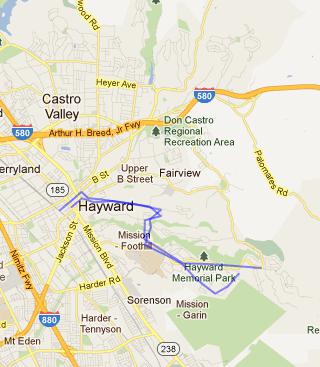 wood Rd
Heyer Ave
580
Castro
Valley
Don Castro
Regional
Recreation Area
580
Arthur H. Breed, Jr Fwy
Palomares Rd
erryland
B St
Upper
B Street
Fairview
185
Hayward
Jackson St
Mission Blvd
Mission -
Foothil
Nimitz Fwy
Hayward
Memorial Park
Harder Rd
Sorenson
Mission
- Garin
880
Harder -
Tennyson
Mt Eden
238